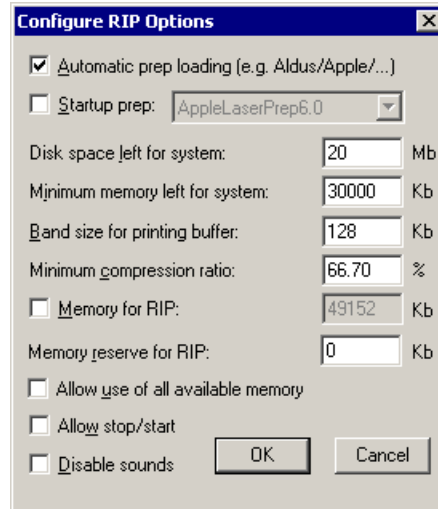 Configure RIP Options
Automatic prep loading (e.g. Aldus/Apple/...)
Startup prep: AppleLaserPrep6.0
Disk space left for system: 20 Mb
Minimum memory left for system: 30000 Kb
Band size for printing buffer: 128 Kb
Minimum compression ratio: 66.70 %
Memory for RIP: 49152 Kb
Memory reserve for RIP: 0 Kb
Allow use of all available memory
Allow stop/start
Disable sounds
OK Cancel